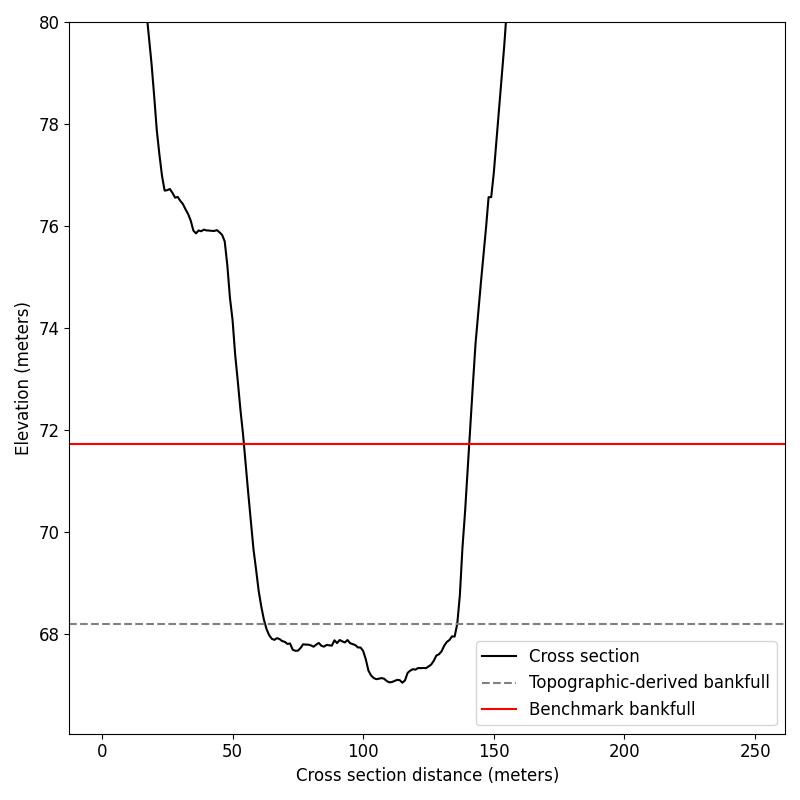 80
78
76
74
72
70
68
Elevation (meters)
Cross section
Topographic-derived bankfull
Benchmark bankfull
0
50
100
150
200
250
Cross section distance (meters)